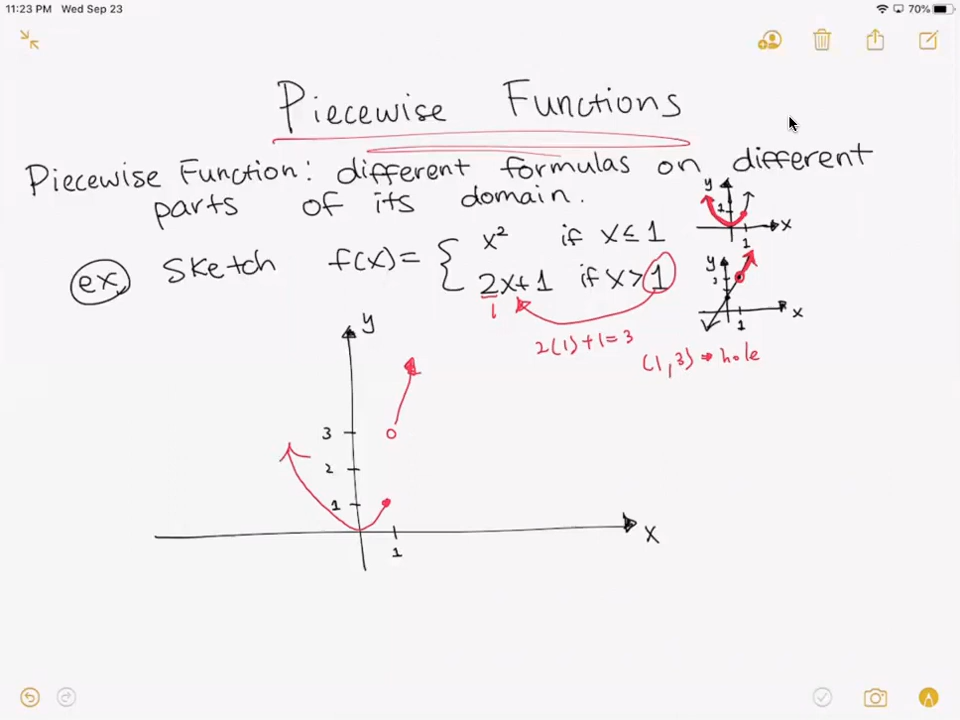 11:23 PM Wed Sep 23 70%
Piecewise Functions
Piecewise Function: different formulas on different
parts of its domain.
ex. Sketch f(x) = { x² if x ≤ 1
2x+1 if x > 1
2(1)+1=3
(1,3) → hole
y
1
1
x
y
3
1
x
y
3
2
1
1
x
1